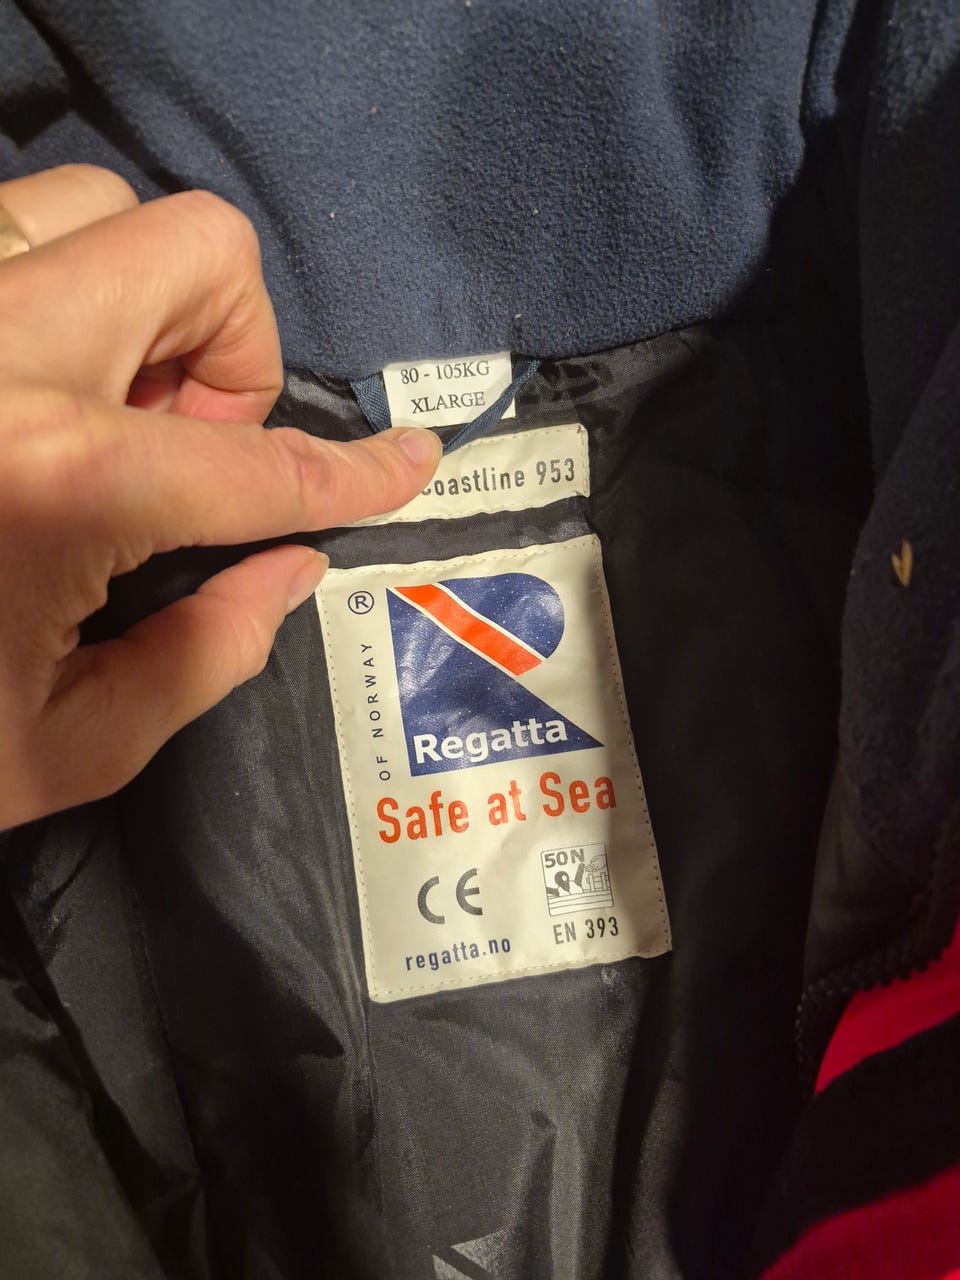 80 - 105KG
XLARGE
coastline 953
®
OF NORWAY
Regatta
Safe at Sea
CE
50N
EN 393
regatta.no